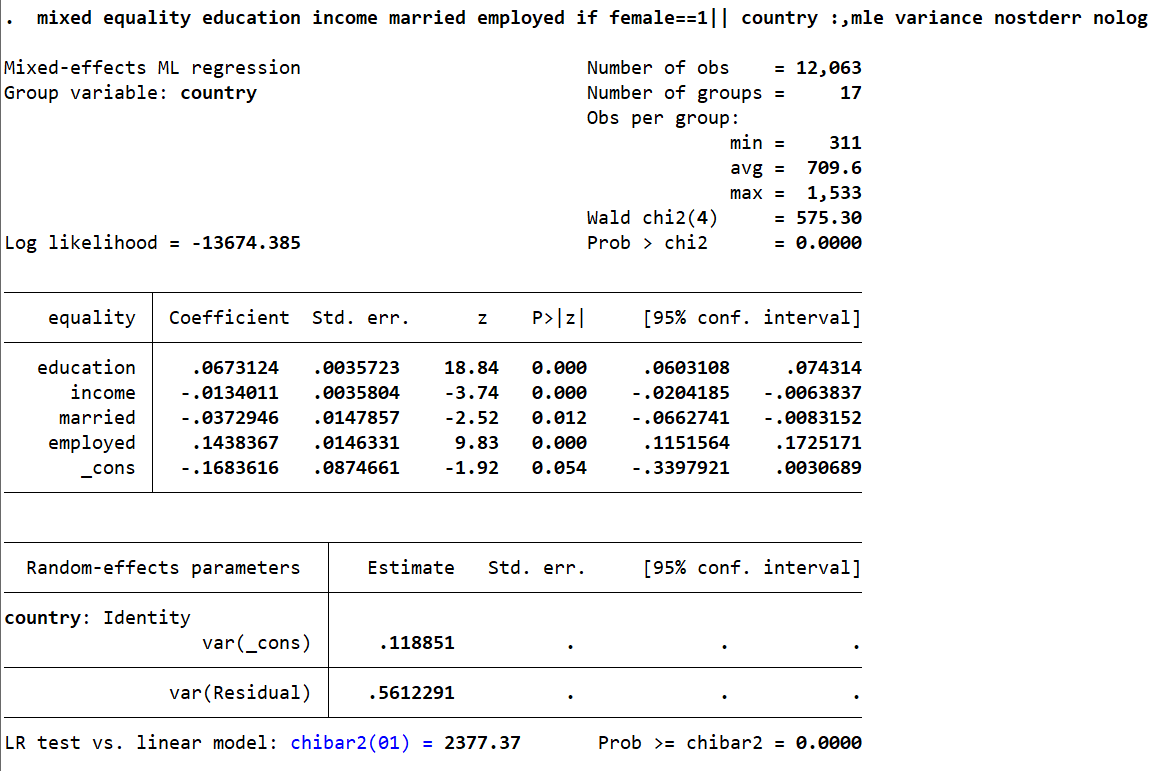 . mixed equality education income married employed if female==1|| country :,mle variance nostderr nolog
Mixed-effects ML regression Number of obs = 12,063
Group variable: country Number of groups = 17
Obs per group:
min = 311
avg = 709.6
max = 1,533
Wald chi2(4) = 575.30
Log likelihood = -13674.385 Prob > chi2 = 0.0000
equality Coefficient Std. err. z P>|z| [95% conf. interval]
education .0673124 .0035723 18.84 0.000 .0603108 .074314
income -.0134011 .0035804 -3.74 0.000 -.0204185 -.0063837
married -.0372946 .0147857 -2.52 0.012 -.0662741 -.0083152
employed .1438367 .0146331 9.83 0.000 .1151564 .1725171
_cons -.1683616 .0874661 -1.92 0.054 -.3397921 .0030689
Random-effects parameters Estimate Std. err. [95% conf. interval]
country: Identity
var(_cons) .118851 . . .
var(Residual) .5612291 . . .
LR test vs. linear model: chibar2(01) = 2377.37 Prob >= chibar2 = 0.0000